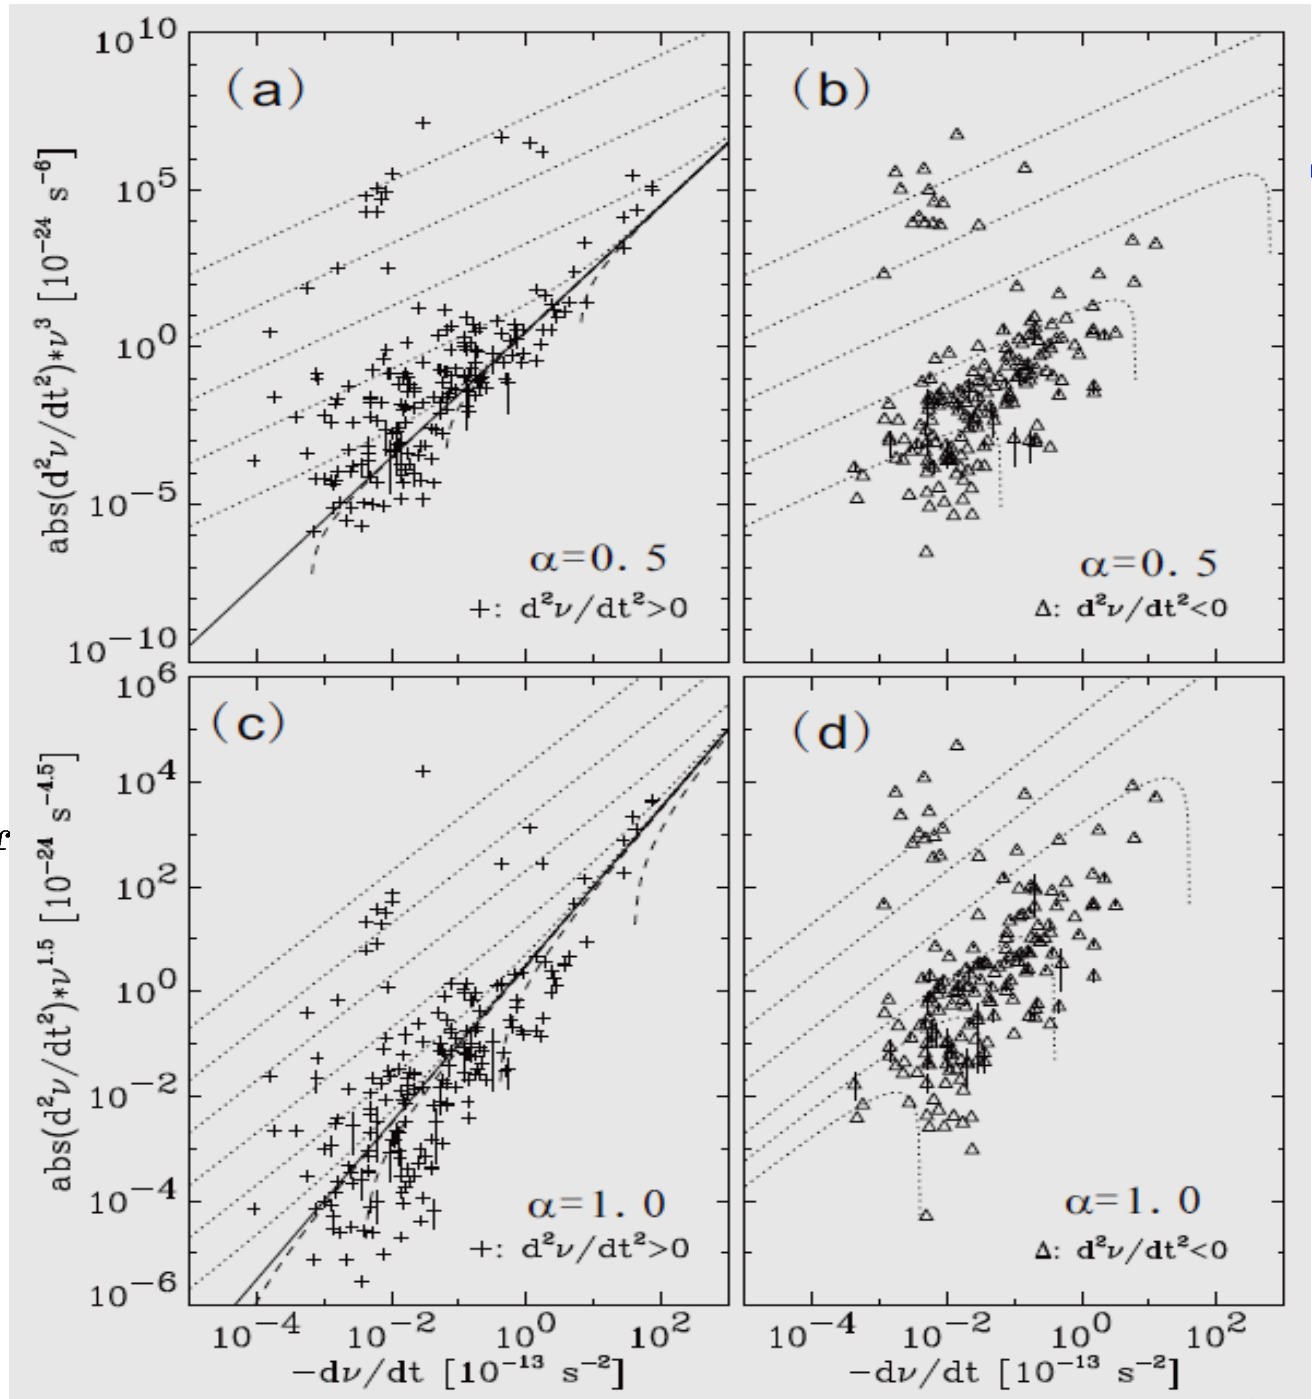 10^10
10^5
10^0
10^−5
10^−10
abs(d²ν/dt²)*ν³ [10^−24 s^−6]
(a)
α=0. 5
+: d²ν/dt²>0
(b)
α=0. 5
Δ: d²ν/dt²<0
10^6
10^4
10^2
10^0
10^−2
10^−4
10^−6
abs(d²ν/dt²)*ν^1.5 [10^−24 s^−4.5]
(c)
α=1. 0
+: d²ν/dt²>0
(d)
α=1. 0
Δ: d²ν/dt²<0
10^−4 10^−2 10^0 10^2
10^−4 10^−2 10^0 10^2
−dν/dt [10^−13 s^−2]
−dν/dt [10^−13 s^−2]